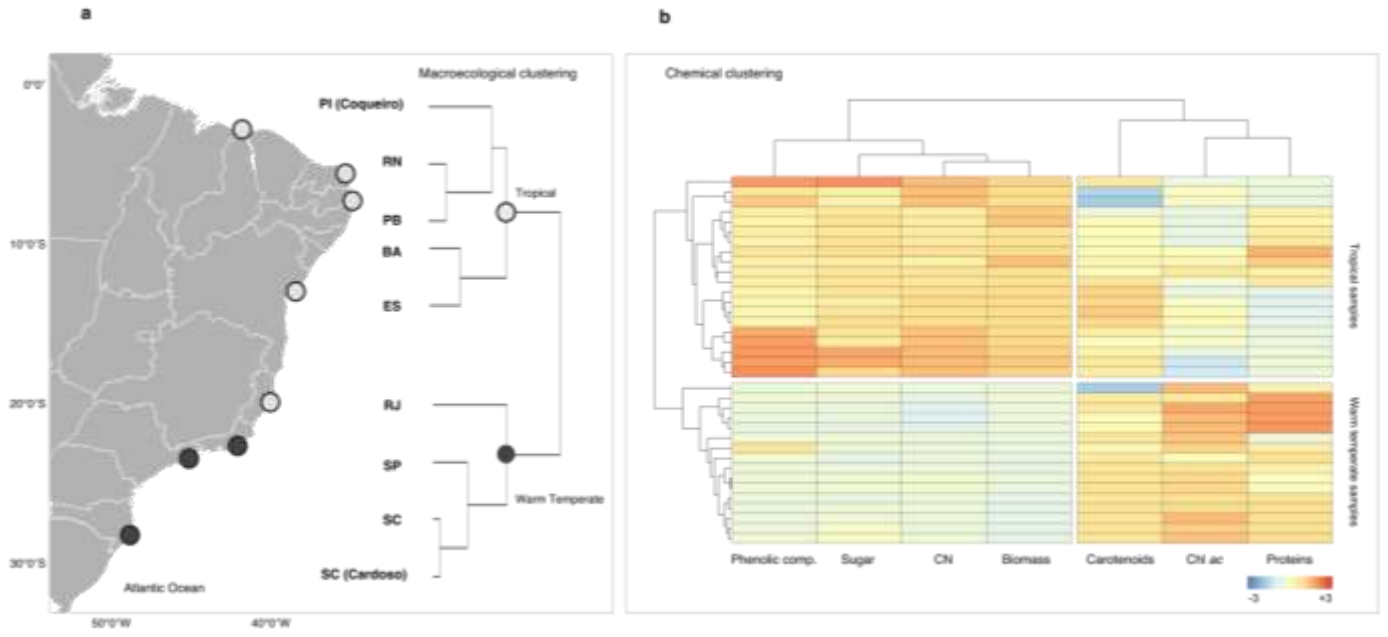 a
b
Macroecological clustering
Chemical clustering
0°0'
10°0'S
20°0'S
30°0'S
50°0'W
40°0'W
Atlantic Ocean
PI (Coqueiro)
RN
PB
BA
ES
RJ
SP
SC
SC (Cardoso)
Tropical
Warm Temperate
Tropical samples
Warm temperate samples
Phenolic comp.
Sugar
CN
Biomass
Carotenoids
Chl ac
Proteins
-3
+3